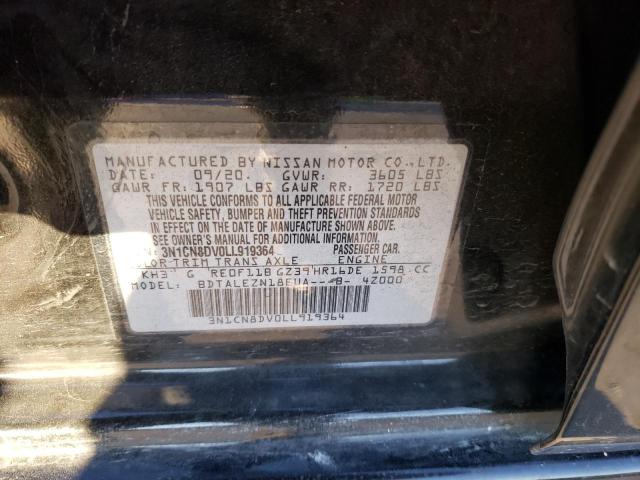 MANUFACTURED BY NISSAN MOTOR CO., LTD.
DATE: 09/20. GVWR: 3605 LBS
GAWR FR: 1907 LBS GAWR RR: 1720 LBS
THIS VEHICLE CONFORMS TO ALL APPLICABLE FEDERAL MOTOR
VEHICLE SAFETY, BUMPER AND THEFT PREVENTION STANDARDS
IN EFFECT ON THE DATE OF MANUFACTURE SHOWN ABOVE.
SEE OWNER'S MANUAL FOR ADDITIONAL INFORMATION.
3N1CN8DV0LL919364 PASSENGER CAR.
TRIM TRANS AXLE ENGINE
KH3 G RE0F11B GZ39 HR16DE 1598 CC
MODEL: BDTALEZN18EUA---B- 4Z000
3N1CN8DV0LL919364